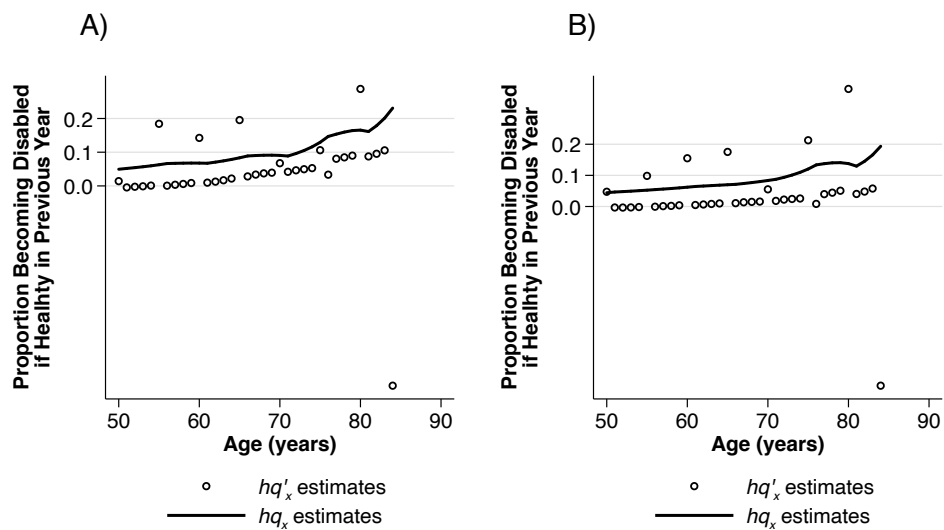 A)
Proportion Becoming Disabled
if Healhty in Previous Year
0.2
0.1
0.0
50 60 70 80 90
Age (years)
hq′ₓ estimates
hqₓ estimates
B)
Proportion Becoming Disabled
if Healhty in Previous Year
0.2
0.1
0.0
50 60 70 80 90
Age (years)
hq′ₓ estimates
hqₓ estimates